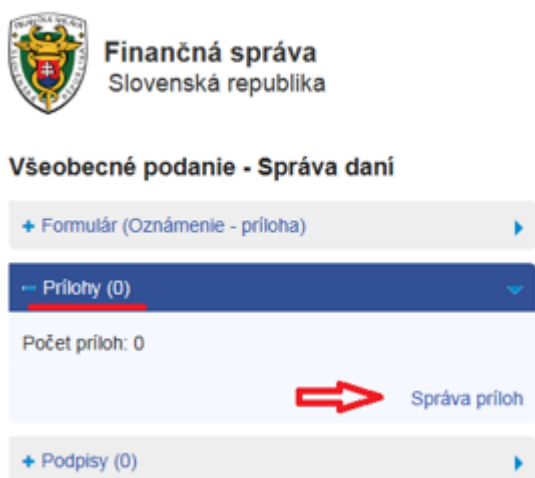 Finančná správa
Slovenská republika
Všeobecné podanie - Správa daní
+ Formulár (Oznámenie - príloha)
− Prílohy (0)
Počet príloh: 0
Správa príloh
+ Podpisy (0)